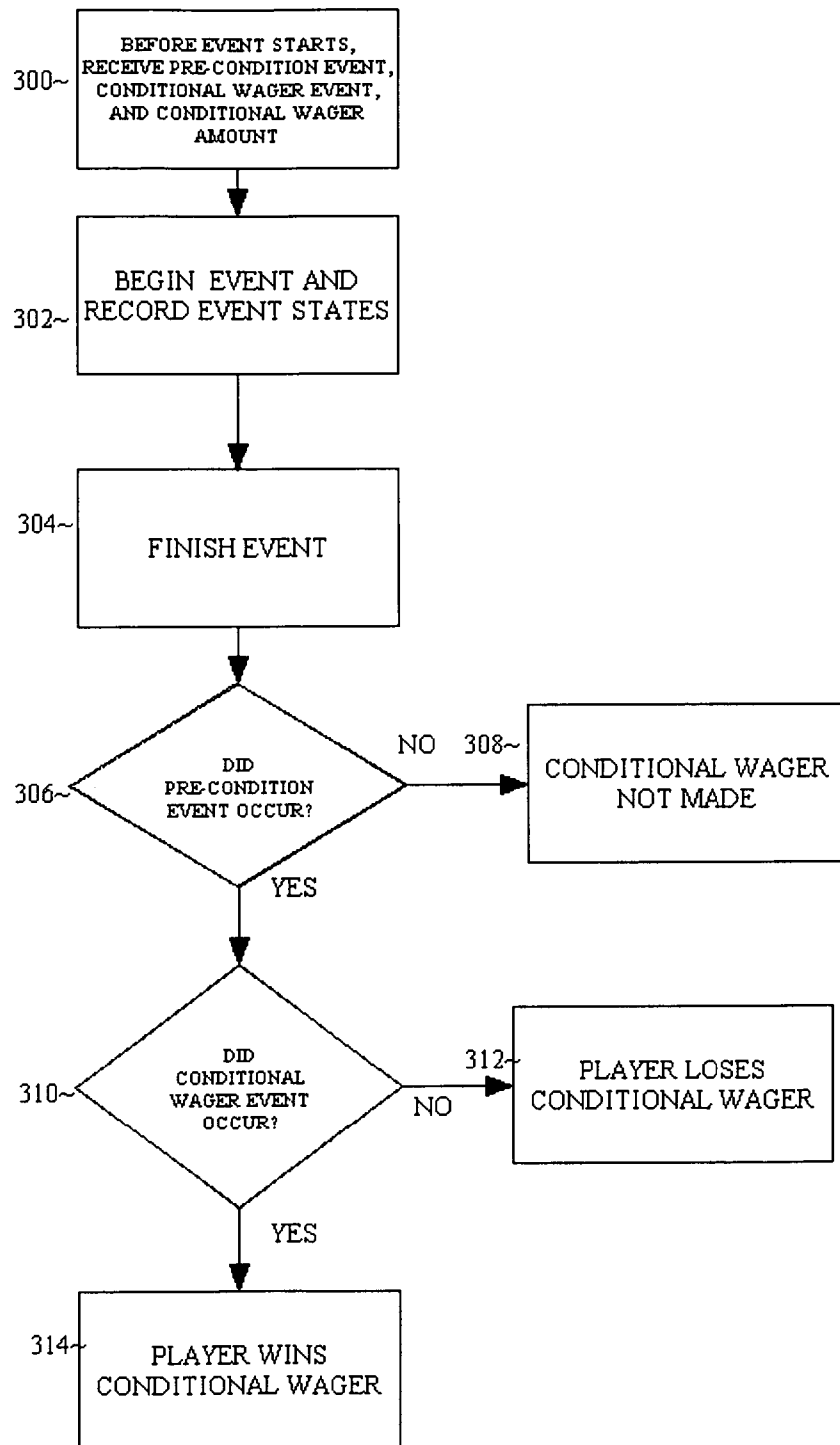 BEFORE EVENT STARTS,
RECEIVE PRE-CONDITION EVENT,
CONDITIONAL WAGER EVENT,
AND CONDITIONAL WAGER
AMOUNT
300~
BEGIN EVENT AND
RECORD EVENT STATES
302~
304~
FINISH EVENT
NO
308~
CONDITIONAL WAGER
NOT MADE
DID
PRE-CONDITION
EVENT OCCUR?
306~
YES
DID
CONDITIONAL
WAGER EVENT
OCCUR?
310~
NO
312~
PLAYER LOSES
CONDITIONAL WAGER
YES
314~
PLAYER WINS
CONDITIONAL WAGER